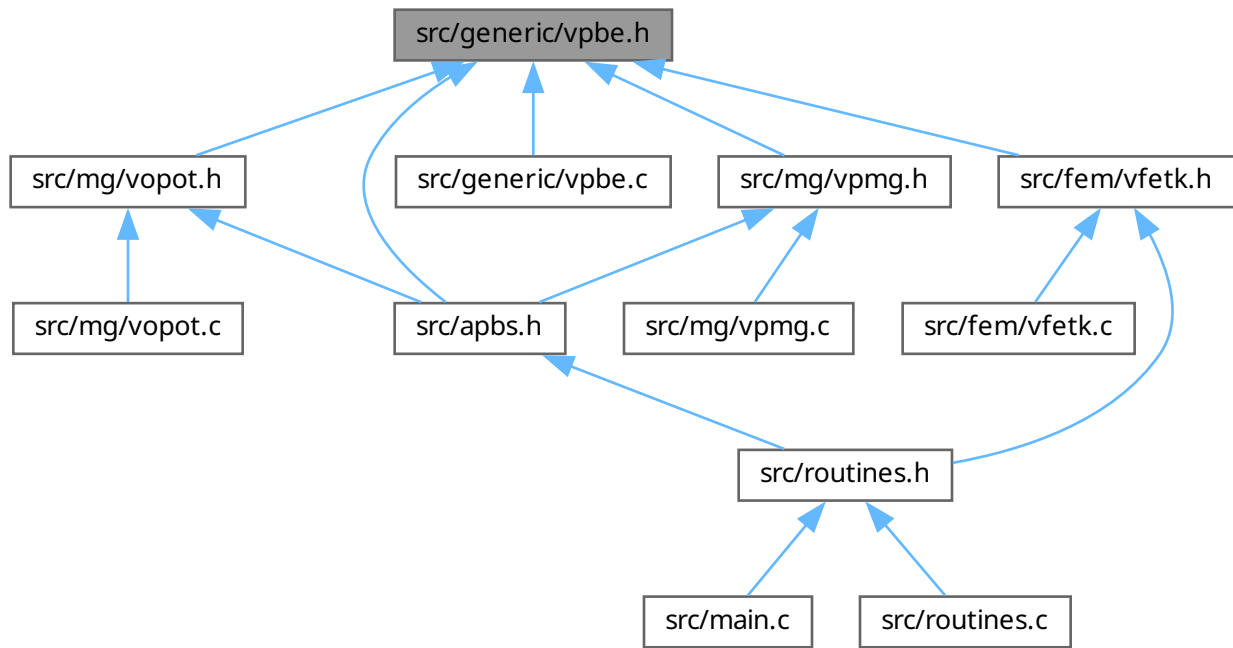 src/generic/vpbe.h
src/mg/vopot.h
src/generic/vpbe.c
src/mg/vpmg.h
src/fem/vfetk.h
src/mg/vopot.c
src/apbs.h
src/mg/vpmg.c
src/fem/vfetk.c
src/routines.h
src/main.c
src/routines.c